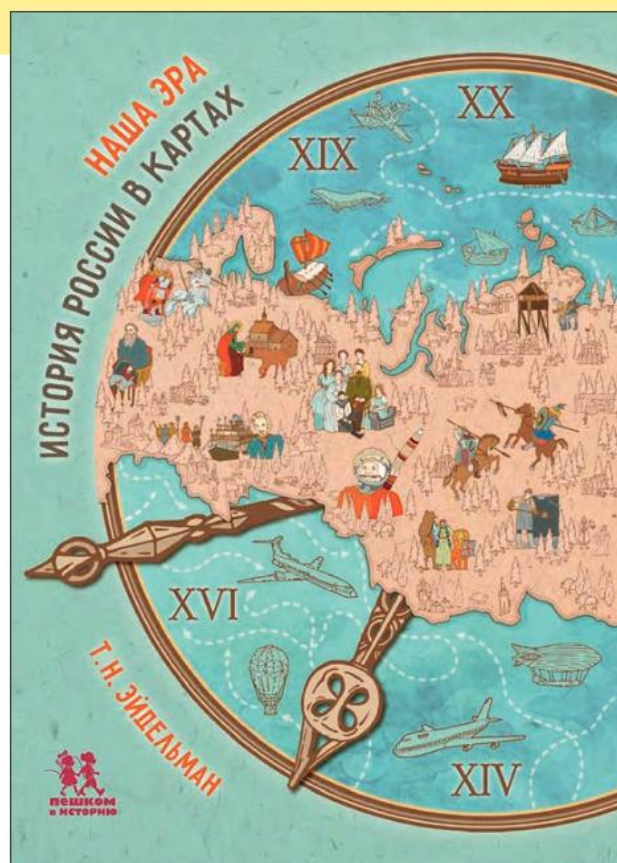 НАША ЭРА
ИСТОРИЯ РОССИИ В КАРТАХ
XIX
XX
XVI
XIV
Т.Н. ЭЙДЕЛЬМАН
ПЕШКОМ
В ИСТОРИЮ